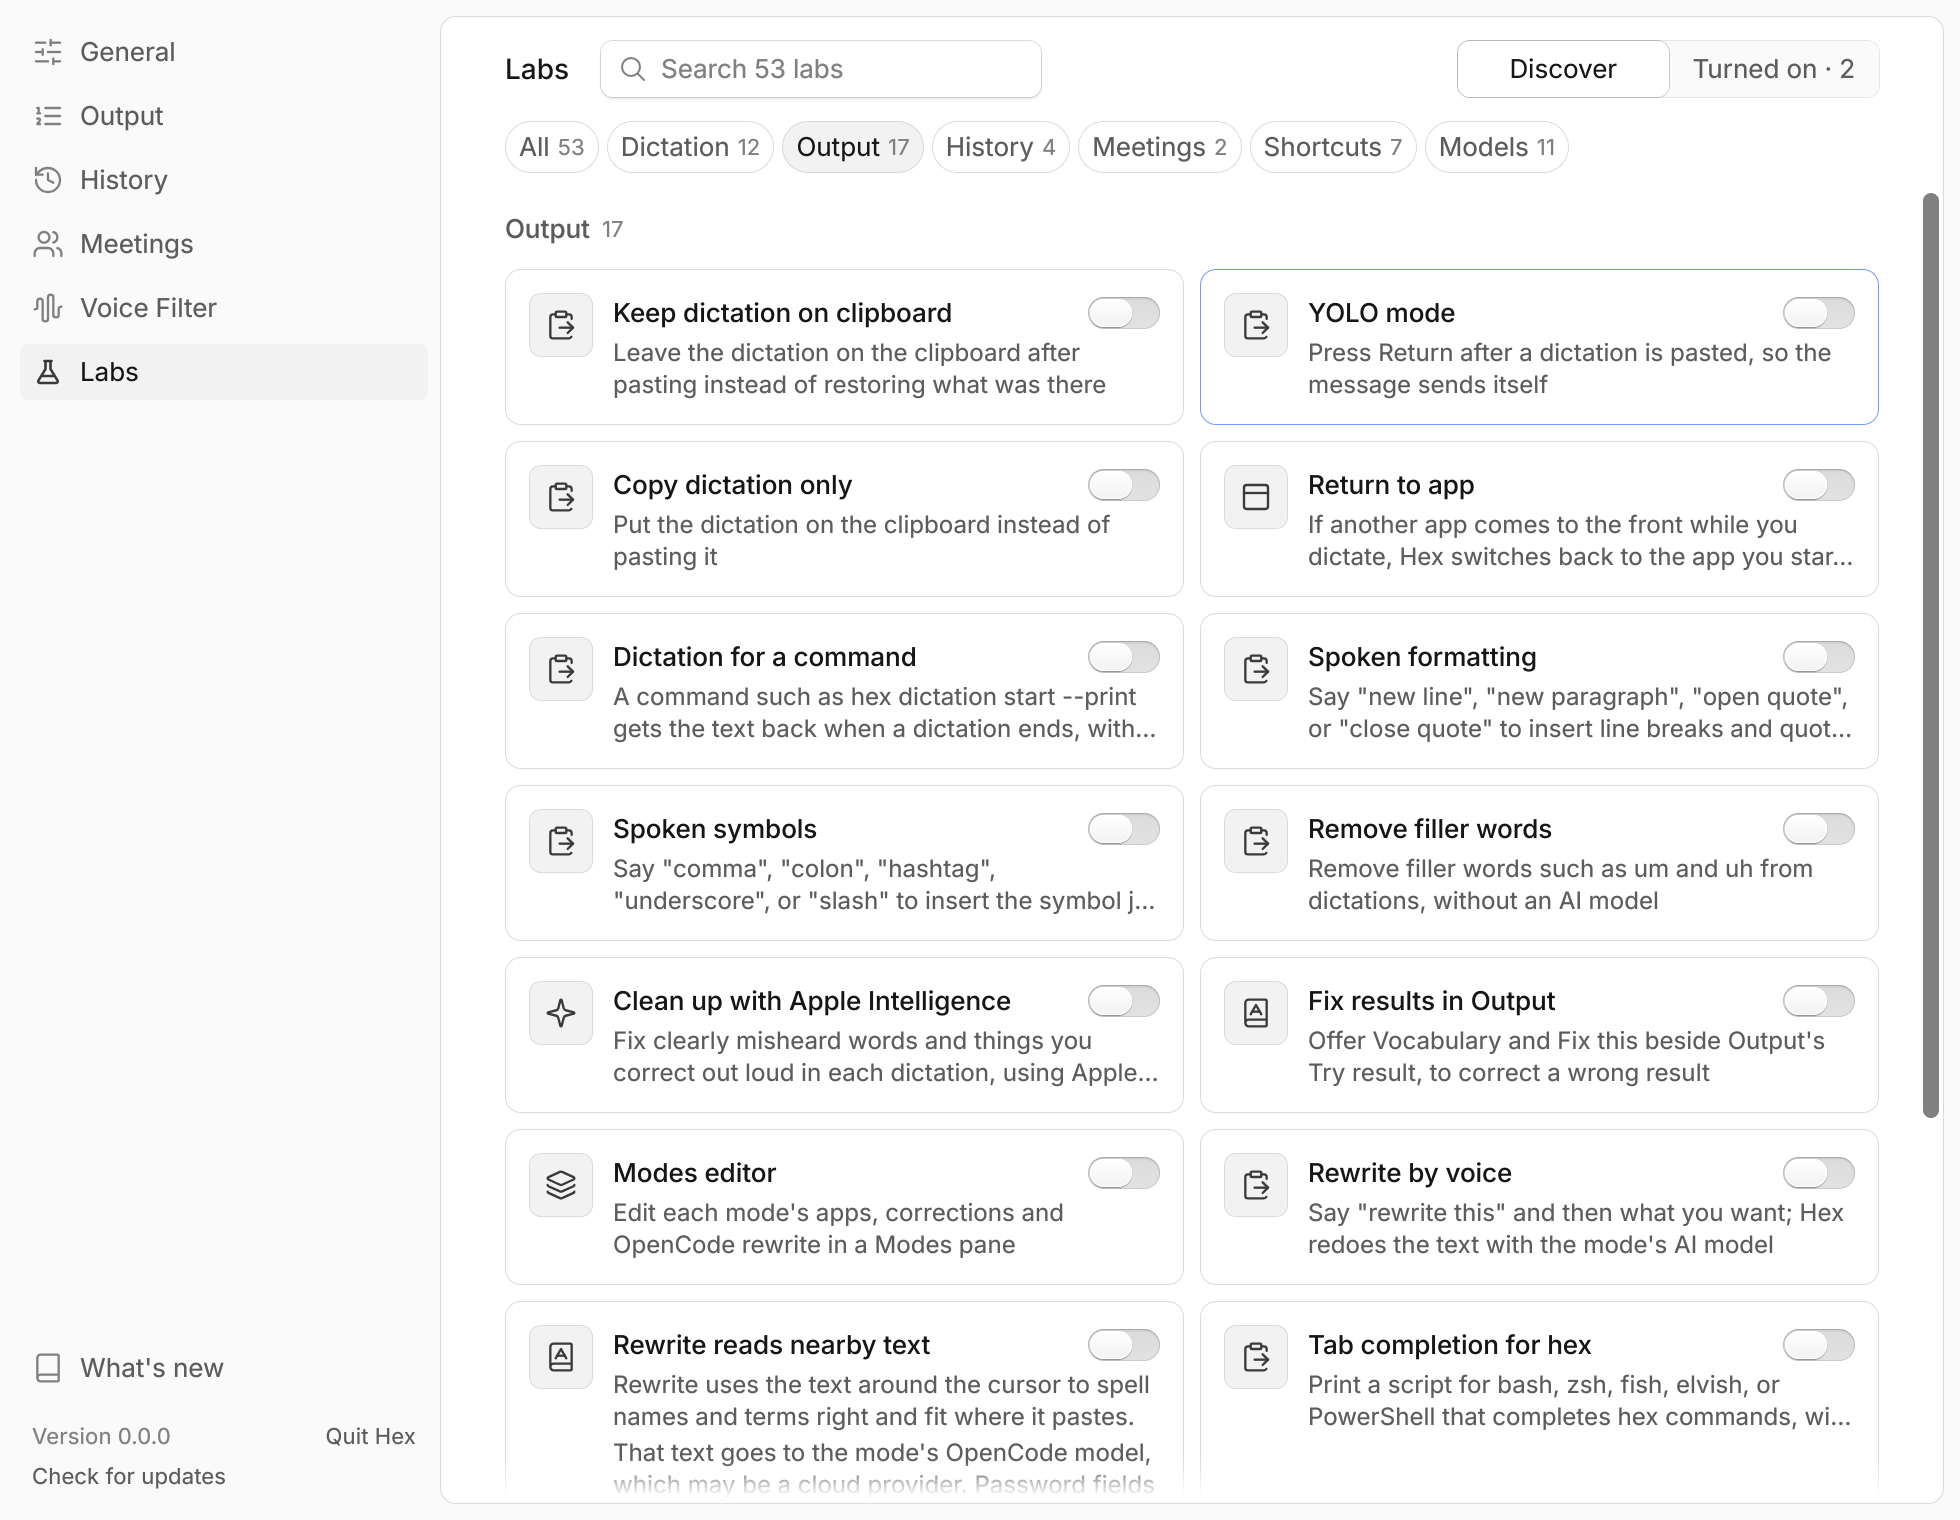 General
Output
History
Meetings
Voice Filter
Labs
What's new
Version 0.0.0
Quit Hex
Check for updates
Labs
Search 53 labs
Discover
Turned on · 2
All 53
Dictation 12
Output 17
History 4
Meetings 2
Shortcuts 7
Models 11
Output 17
Keep dictation on clipboard
Leave the dictation on the clipboard after
pasting instead of restoring what was there
YOLO mode
Press Return after a dictation is pasted, so the
message sends itself
Copy dictation only
Put the dictation on the clipboard instead of
pasting it
Return to app
If another app comes to the front while you
dictate, Hex switches back to the app you star...
Dictation for a command
A command such as hex dictation start --print
gets the text back when a dictation ends, with...
Spoken formatting
Say "new line", "new paragraph", "open quote",
or "close quote" to insert line breaks and quot...
Spoken symbols
Say "comma", "colon", "hashtag",
"underscore", or "slash" to insert the symbol j...
Remove filler words
Remove filler words such as um and uh from
dictations, without an AI model
Clean up with Apple Intelligence
Fix clearly misheard words and things you
correct out loud in each dictation, using Apple...
Fix results in Output
Offer Vocabulary and Fix this beside Output's
Try result, to correct a wrong result
Modes editor
Edit each mode's apps, corrections and
OpenCode rewrite in a Modes pane
Rewrite by voice
Say "rewrite this" and then what you want; Hex
redoes the text with the mode's AI model
Rewrite reads nearby text
Rewrite uses the text around the cursor to spell
names and terms right and fit where it pastes.
That text goes to the mode's OpenCode model,
which may be a cloud provider. Password fields
Tab completion for hex
Print a script for bash, zsh, fish, elvish, or
PowerShell that completes hex commands, wi...